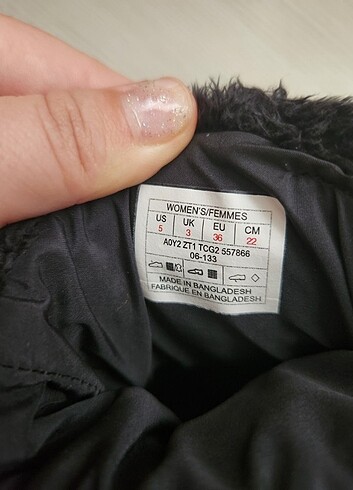 WOMEN'S/FEMMES
US UK EU CM
5 3 36 22
A0Y2 ZT1 TCG2 557866
06-133
MADE IN BANGLADESH
FABRIQUE EN BANGLADESH